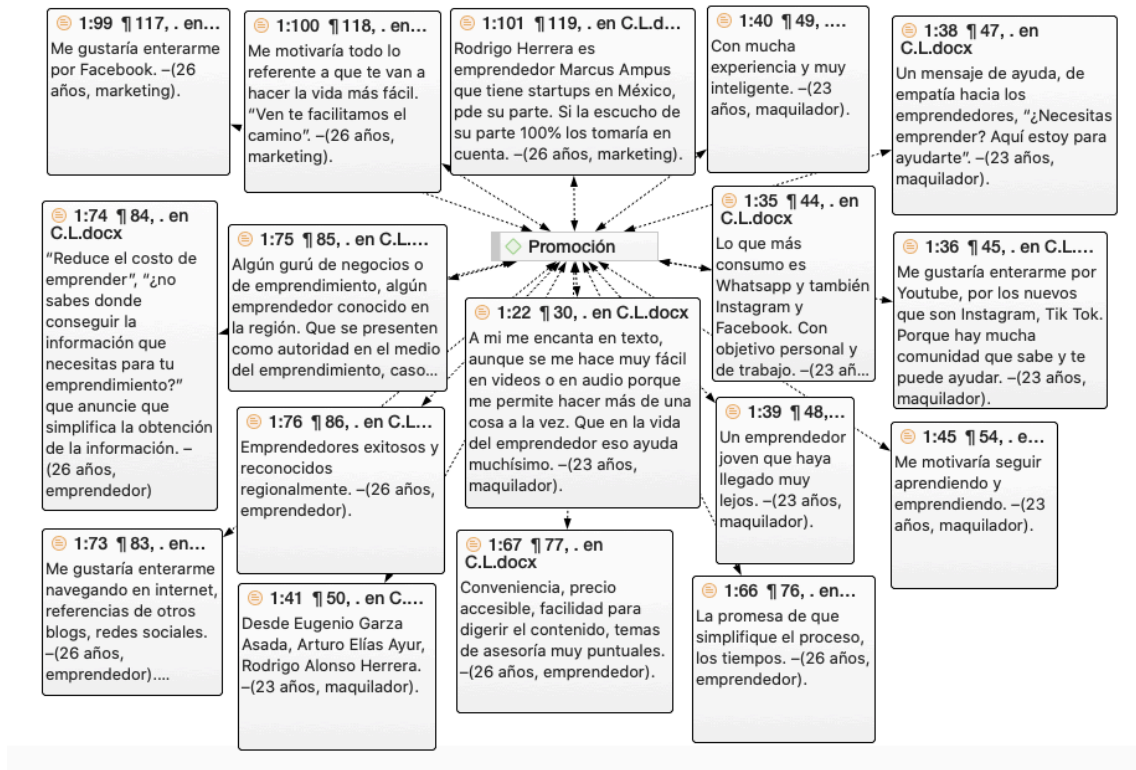 1:99 ¶ 117, . en...
Me gustaría enterarme
por Facebook. –(26
años, marketing).
1:100 ¶ 118, . en...
Me motivaría todo lo
referente a que te van a
hacer la vida más fácil.
“Ven te facilitamos el
camino”. –(26 años,
marketing).
1:101 ¶ 119, . en C.L.d...
Rodrigo Herrera es
emprendedor Marcus Ampus
que tiene startups en México,
pde su parte. Si la escucho de
su parte 100% los tomaría en
cuenta. –(26 años, marketing).
1:40 ¶ 49, ....
Con mucha
experiencia y muy
inteligente. –(23
años, maquilador).
1:38 ¶ 47, . en
C.L.docx
Un mensaje de ayuda, de
empatía hacia los
emprendedores, “¿Necesitas
emprender? Aquí estoy para
ayudarte”. –(23 años,
maquilador).
1:74 ¶ 84, . en
C.L.docx
“Reduce el costo de
emprender”, “¿no
sabes donde
conseguir la
información que
necesitas para tu
emprendimiento?”
que anuncie que
simplifica la obtención
de la información. –
(26 años,
emprendedor)
1:75 ¶ 85, . en C.L....
Algún gurú de negocios o
de emprendimiento, algún
emprendedor conocido en
la región. Que se presenten
como autoridad en el medio
del emprendimiento, caso...
Promoción
1:35 ¶ 44, . en
C.L.docx
Lo que más
consumo es
Whatsapp y también
Instagram y
Facebook. Con
objetivo personal y
de trabajo. –(23 añ...
1:36 ¶ 45, . en C.L....
Me gustaría enterarme por
Youtube, por los nuevos
que son Instagram, Tik Tok.
Porque hay mucha
comunidad que sabe y te
puede ayudar. –(23 años,
maquilador).
1:22 ¶ 30, . en C.L.docx
A mi me encanta en texto,
aunque se me hace muy fácil
en videos o en audio porque
me permite hacer más de una
cosa a la vez. Que en la vida
del emprendedor eso ayuda
muchísimo. –(23 años,
maquilador).
1:76 ¶ 86, . en C.L...
Emprendedores exitosos y
reconocidos
regionalmente. –(26 años,
emprendedor).
1:39 ¶ 48,...
Un emprendedor
joven que haya
llegado muy
lejos. –(23 años,
maquilador).
1:45 ¶ 54, . e...
Me motivaría seguir
aprendiendo y
emprendiendo. –(23
años, maquilador).
1:73 ¶ 83, . en...
Me gustaría enterarme
navegando en internet,
referencias de otros
blogs, redes sociales.
–(26 años,
emprendedor)....
1:41 ¶ 50, . en C....
Desde Eugenio Garza
Asada, Arturo Elías Ayur,
Rodrigo Alonso Herrera.
–(23 años, maquilador).
1:67 ¶ 77, . en
C.L.docx
Conveniencia, precio
accesible, facilidad para
digerir el contenido, temas
de asesoría muy puntuales.
–(26 años, emprendedor).
1:66 ¶ 76, . en...
La promesa de que
simplifique el proceso,
los tiempos. –(26 años,
emprendedor).